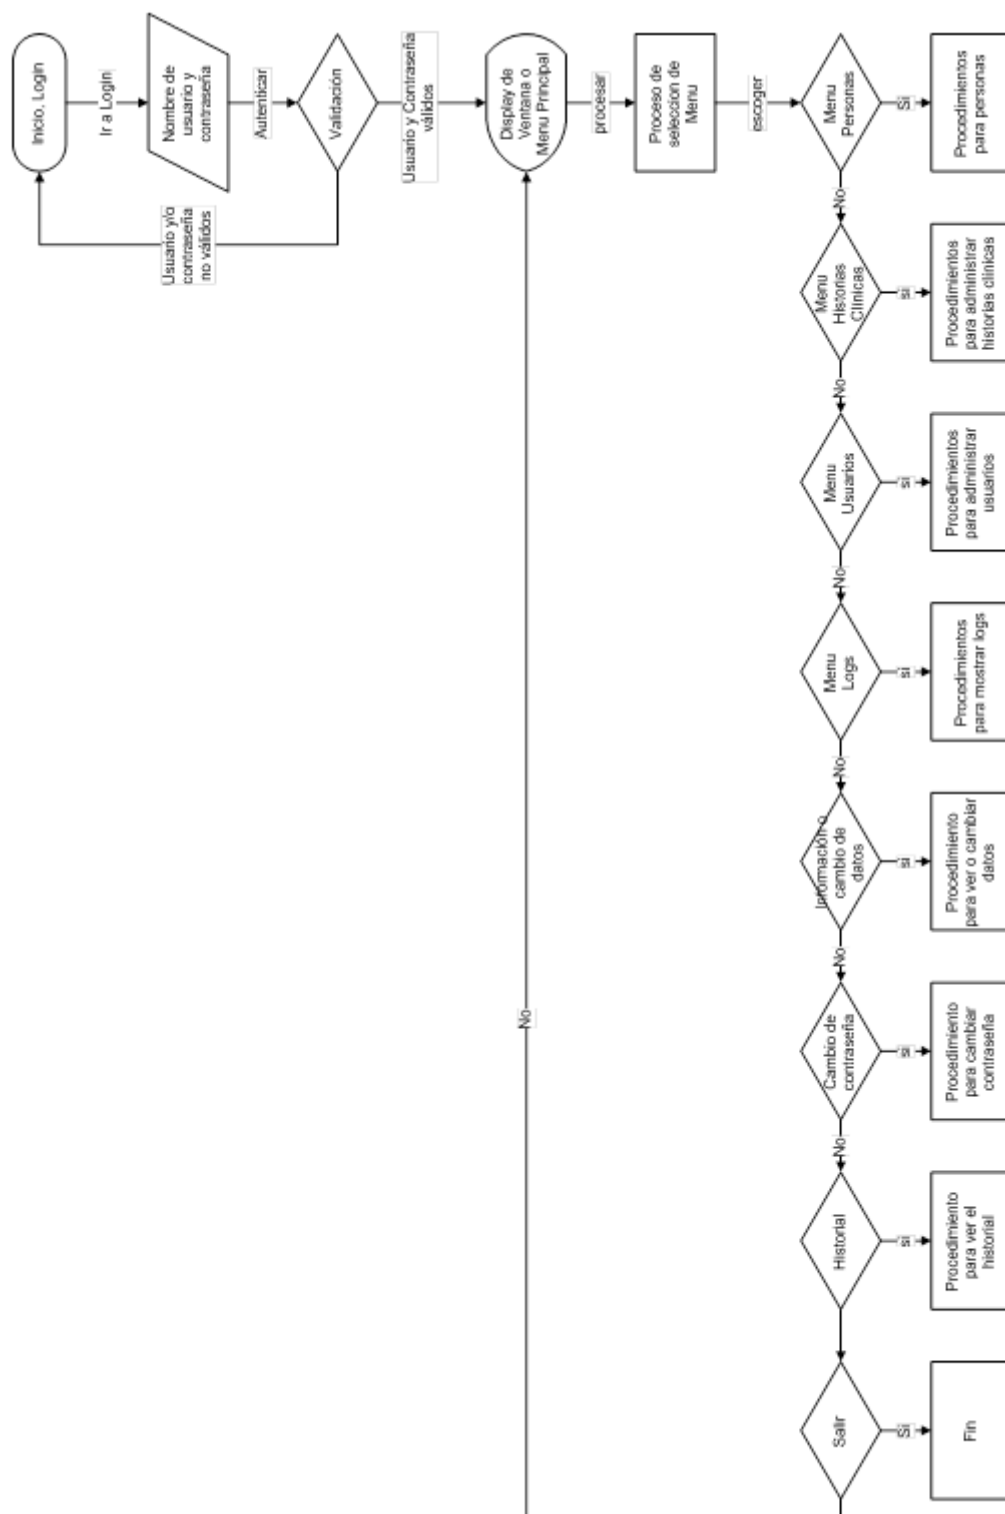 Inicio, Login
Ir a Login
Nombre de
usuario y
contraseña
Autenticar
Validación
Usuario y/o
contraseña
no válidos
Usuario y Contraseña
válidos
Display de
Ventana o
Menu Principal
procesar
Proceso de
seleccion de
Menu
escoger
Menu
Personas
Si
Procedimientos
para personas
No
Menu
Historias
Clínicas
si
Procedimientos
para administrar
historias clínicas
No
Menu
Usuarios
si
Procedimientos
para administrar
usuarios
No
Menu
Logs
si
Procedimientos
para mostrar logs
No
Información o
cambio de
datos
si
Procedimiento
para ver o cambiar
datos
No
Cambio de
contraseña
si
Procedimiento
para cambiar
contraseña
No
Historial
si
Procedimiento
para ver el
historial
Salir
Si
Fin
No